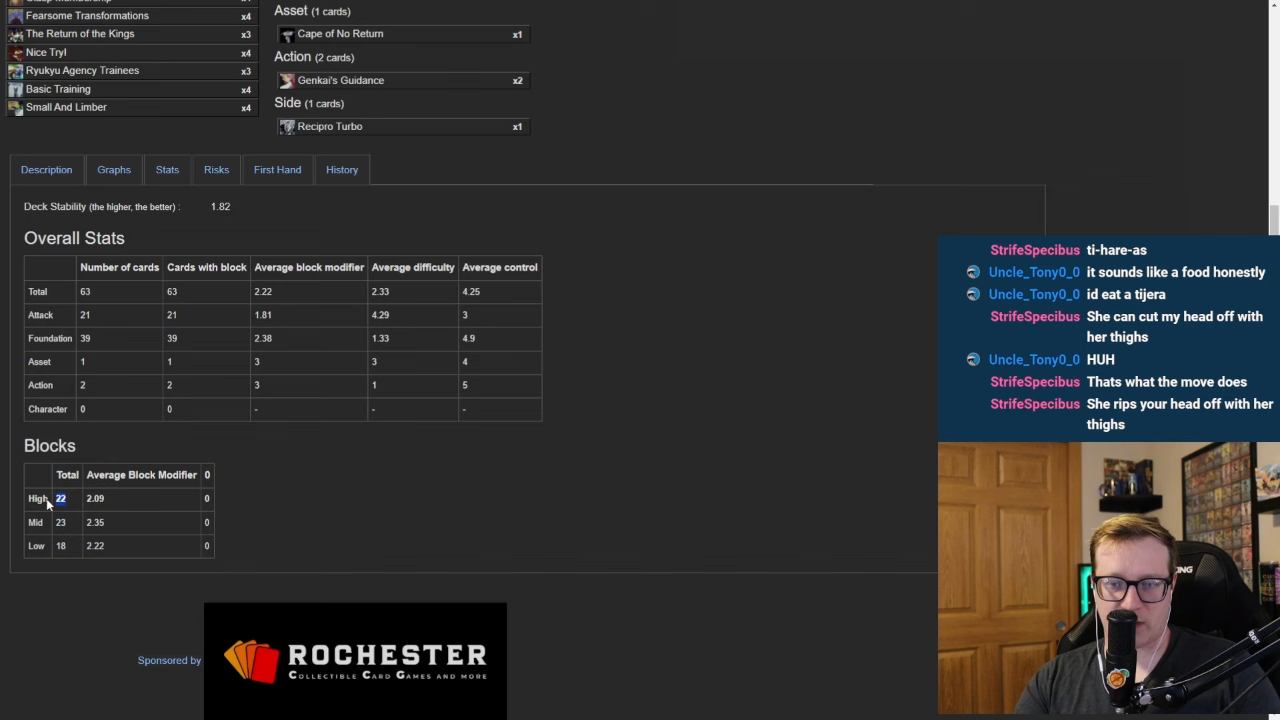 Fearsome Transformations x4
The Return of the Kings x3
Nice Try! x4
Ryukyu Agency Trainees x3
Basic Training x4
Small And Limber x4
Asset (1 cards)
Cape of No Return x1
Action (2 cards)
Genkai's Guidance x2
Side (1 cards)
Recipro Turbo x1
Description Graphs Stats Risks First Hand History
Deck Stability (the higher, the better) : 1.82
Overall Stats
Number of cards Cards with block Average block modifier Average difficulty Average control
Total 63 63 2.22 2.33 4.25
Attack 21 21 1.81 4.29 3
Foundation 39 39 2.38 1.33 4.9
Asset 1 1 3 3 4
Action 2 2 3 1 5
Character 0 0 - - -
Blocks
Total Average Block Modifier 0
High 22 2.09 0
Mid 23 2.35 0
Low 18 2.22 0
Sponsored by
ROCHESTER
COLLECTIBLE CARD GAMES AND MORE
StrifeSpecibus ti-hare-as
Uncle_Tony0_0 it sounds like a food honestly
Uncle_Tony0_0 id eat a tijera
StrifeSpecibus She can cut my head off with
her thighs
Uncle_Tony0_0 HUH
StrifeSpecibus Thats what the move does
StrifeSpecibus She rips your head off with her
thighs